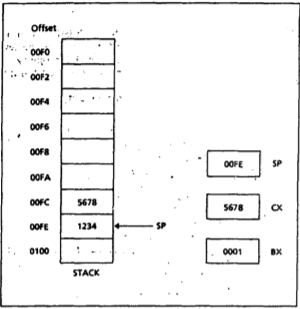 Offset
00F0
00F2
00F4
00F6
00F8
00FA
00FC 5678
00FE 1234 SP
0100
STACK
00FE SP
5678 CX
0001 BX